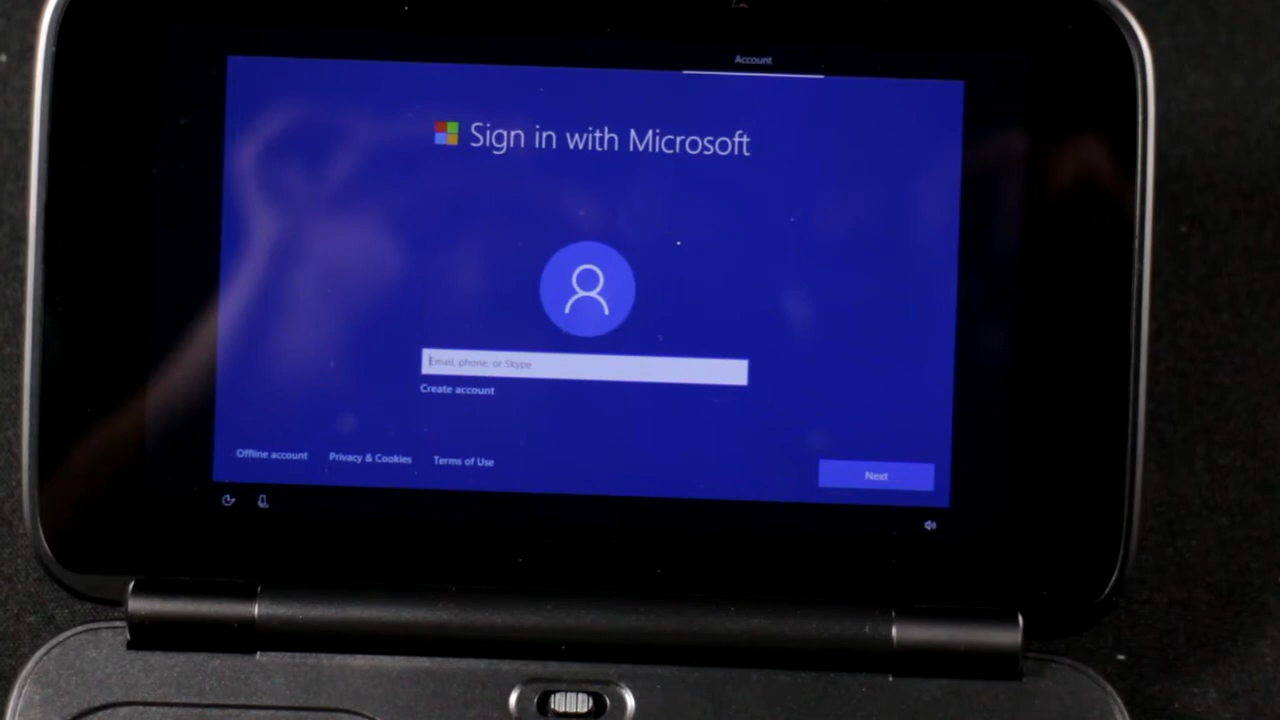 Account
Sign in with Microsoft
Email, phone, or Skype
Create account
Offline account
Privacy & Cookies
Terms of Use
Next